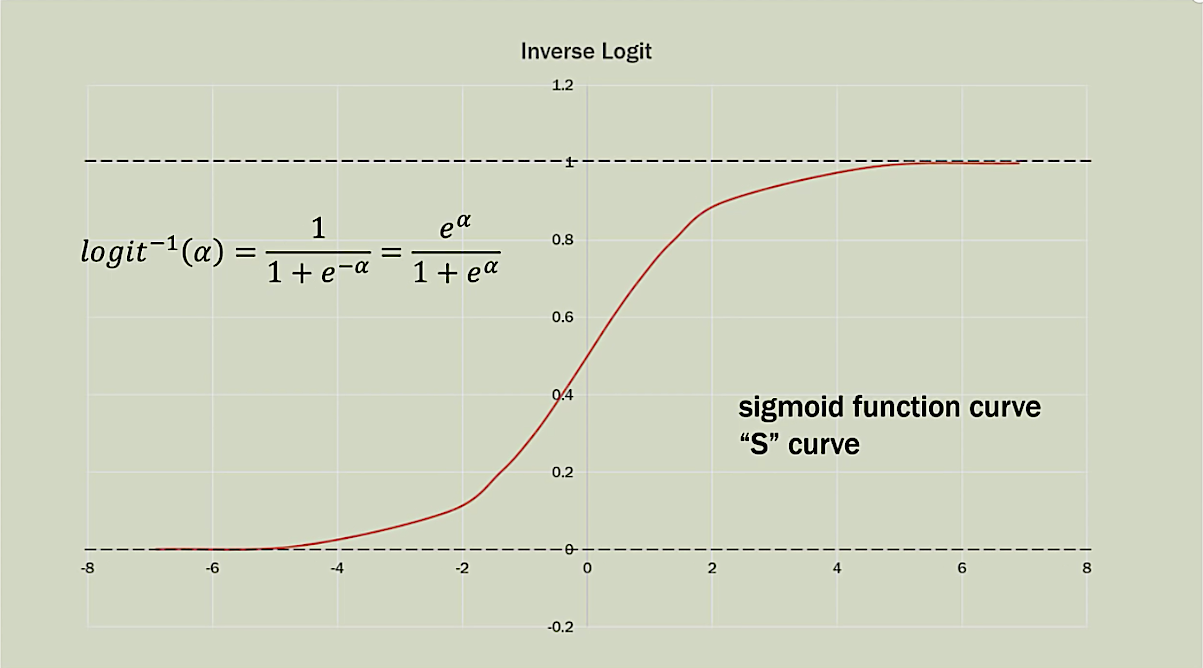 Inverse Logit
1.2
1
0.8
0.6
0.4
0.2
0
-0.2
-8 -6 -4 -2 0 2 4 6 8
logit⁻¹(α) = 1 / (1 + e^{−α}) = e^{α} / (1 + e^{α})
sigmoid function curve
“S” curve